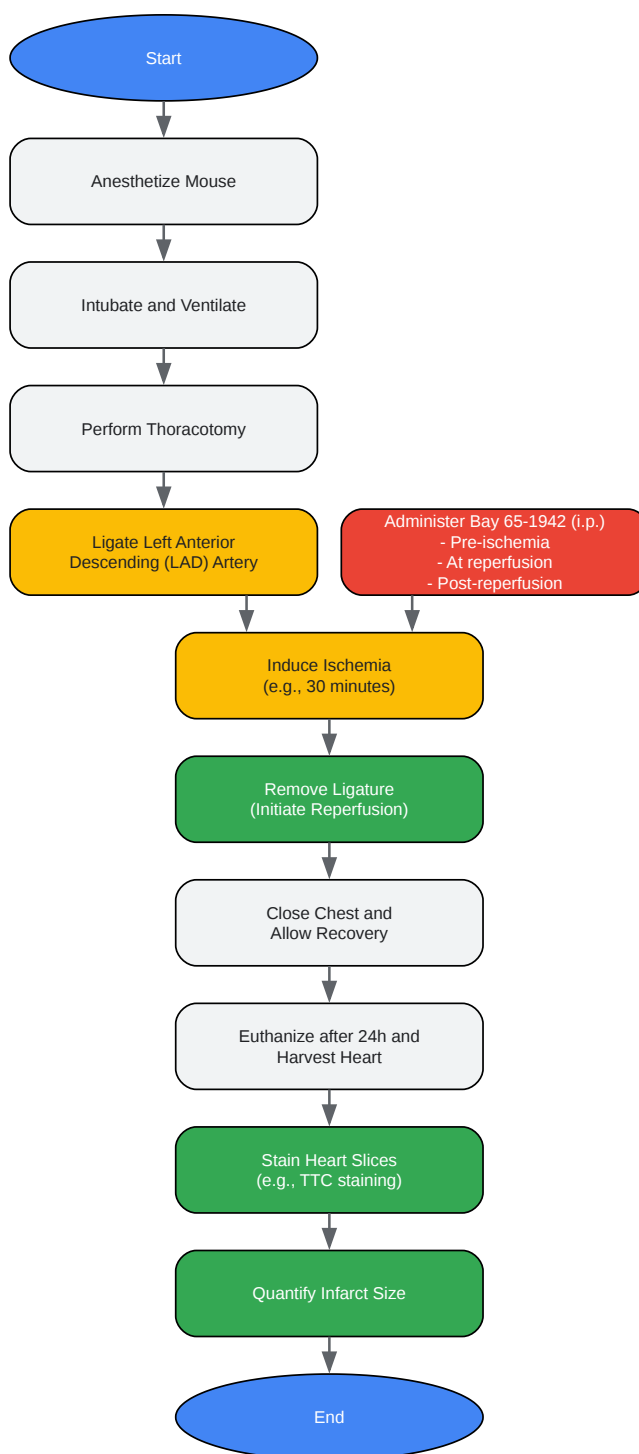 Start
Anesthetize Mouse
Intubate and Ventilate
Perform Thoracotomy
Ligate Left Anterior
Descending (LAD) Artery
Administer Bay 65-1942 (i.p.)
- Pre-ischemia
- At reperfusion
- Post-reperfusion
Induce Ischemia
(e.g., 30 minutes)
Remove Ligature
(Initiate Reperfusion)
Close Chest and
Allow Recovery
Euthanize after 24h and
Harvest Heart
Stain Heart Slices
(e.g., TTC staining)
Quantify Infarct Size
End